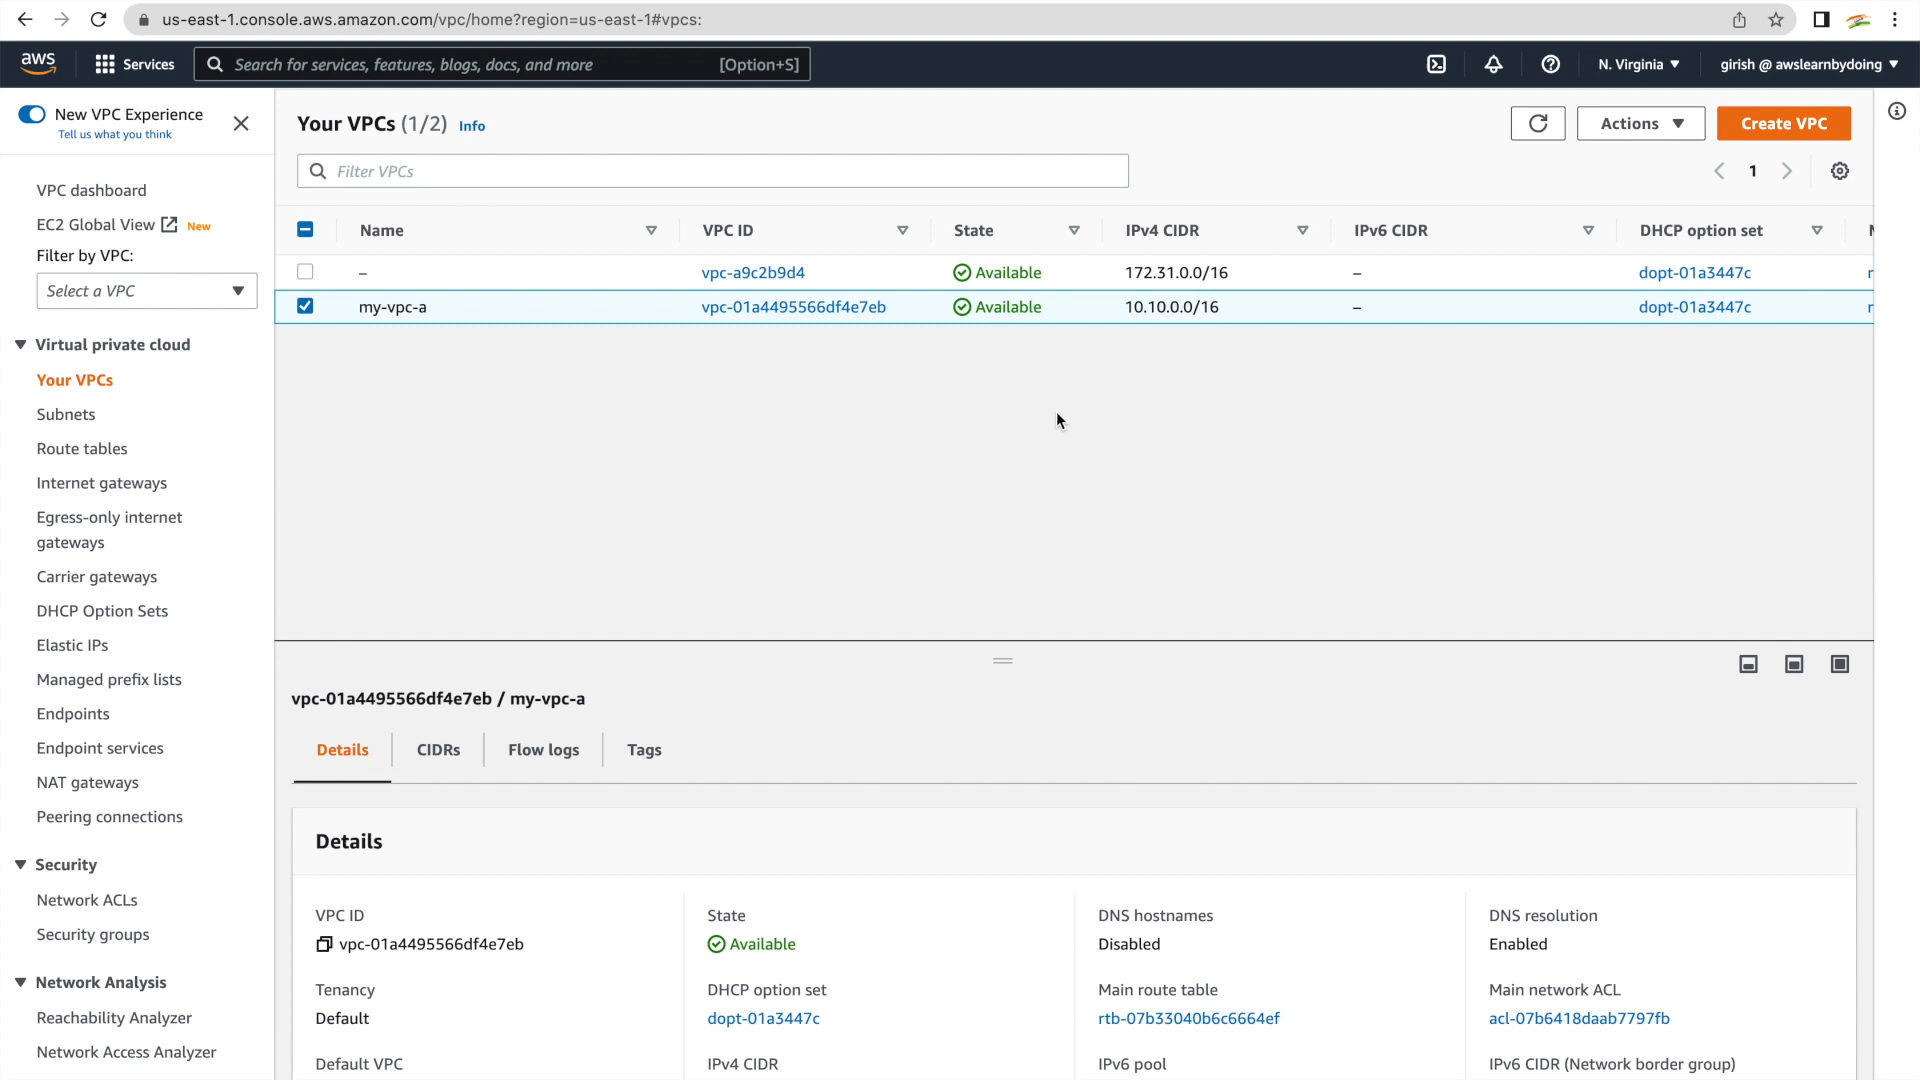 us-east-1.console.aws.amazon.com/vpc/home?region=us-east-1#vpcs:
aws
Services
Search for services, features, blogs, docs, and more
[Option+S]
N. Virginia
girish @ awslearnbydoing
New VPC Experience
Tell us what you think
VPC dashboard
EC2 Global View New
Filter by VPC:
Select a VPC
Virtual private cloud
Your VPCs
Subnets
Route tables
Internet gateways
Egress-only internet
gateways
Carrier gateways
DHCP Option Sets
Elastic IPs
Managed prefix lists
Endpoints
Endpoint services
NAT gateways
Peering connections
Security
Network ACLs
Security groups
Network Analysis
Reachability Analyzer
Network Access Analyzer
Your VPCs (1/2) Info
Actions
Create VPC
Filter VPCs
1
Name VPC ID State IPv4 CIDR IPv6 CIDR DHCP option set
– vpc-a9c2b9d4 Available 172.31.0.0/16 – dopt-01a3447c
my-vpc-a vpc-01a4495566df4e7eb Available 10.10.0.0/16 – dopt-01a3447c
vpc-01a4495566df4e7eb / my-vpc-a
Details CIDRs Flow logs Tags
Details
VPC ID State DNS hostnames DNS resolution
vpc-01a4495566df4e7eb Available Disabled Enabled
Tenancy DHCP option set Main route table Main network ACL
Default dopt-01a3447c rtb-07b33040b6c6664ef acl-07b6418daab7797fb
Default VPC IPv4 CIDR IPv6 pool IPv6 CIDR (Network border group)